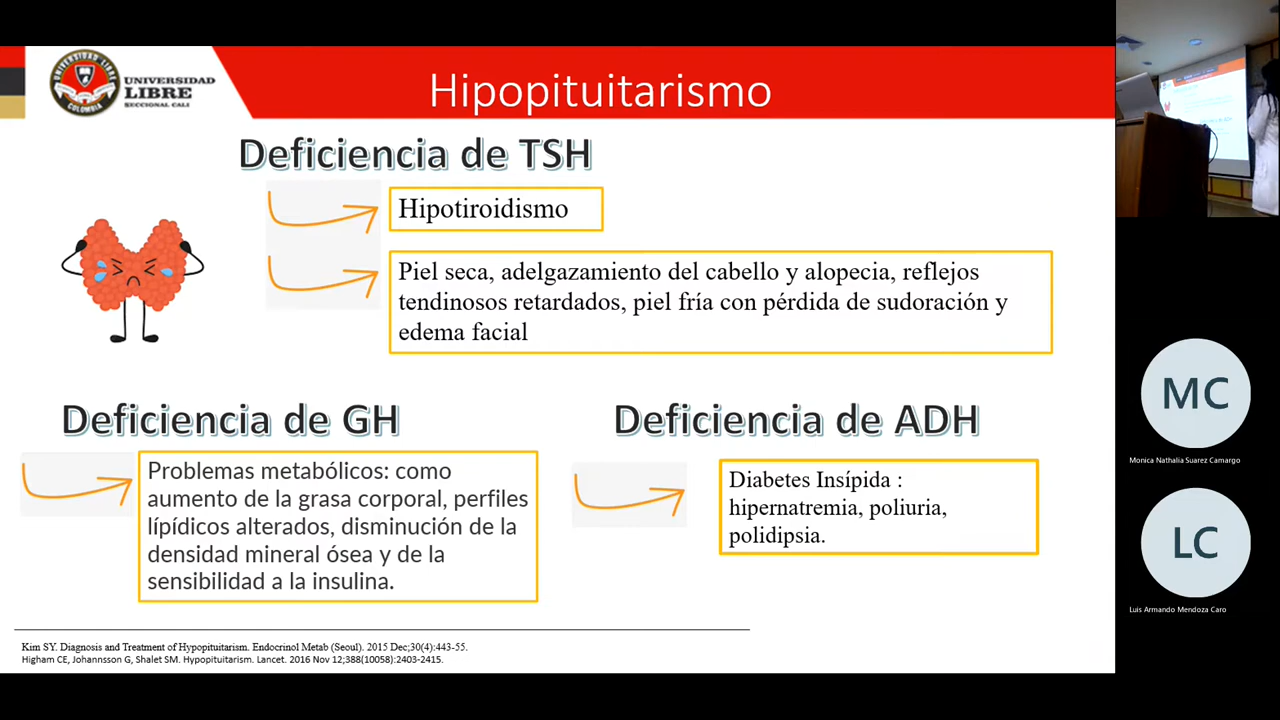 UNIVERSIDAD LIBRE
COLOMBIA
UNIVERSIDAD
LIBRE
SECCIONAL CALI
Hipopituitarismo
Deficiencia de TSH
Hipotiroidismo
Piel seca, adelgazamiento del cabello y alopecia, reflejos
tendinosos retardados, piel fría con pérdida de sudoración y
edema facial
Deficiencia de GH
Problemas metabólicos: como
aumento de la grasa corporal, perfiles
lípídicos alterados, disminución de la
densidad mineral ósea y de la
sensibilidad a la insulina.
Deficiencia de ADH
Diabetes Insípida :
hipernatremia, poliuria,
polidipsia.
Kim SY. Diagnosis and Treatment of Hypopituitarism. Endocrinol Metab (Seoul). 2015 Dec;30(4):443-55.
Higham CE, Johannsson G, Shalet SM. Hypopituitarism. Lancet. 2016 Nov 12;388(10058):2403-2415.
MC
Monica Nathalia Suarez Camargo
LC
Luis Armando Mendoza Caro